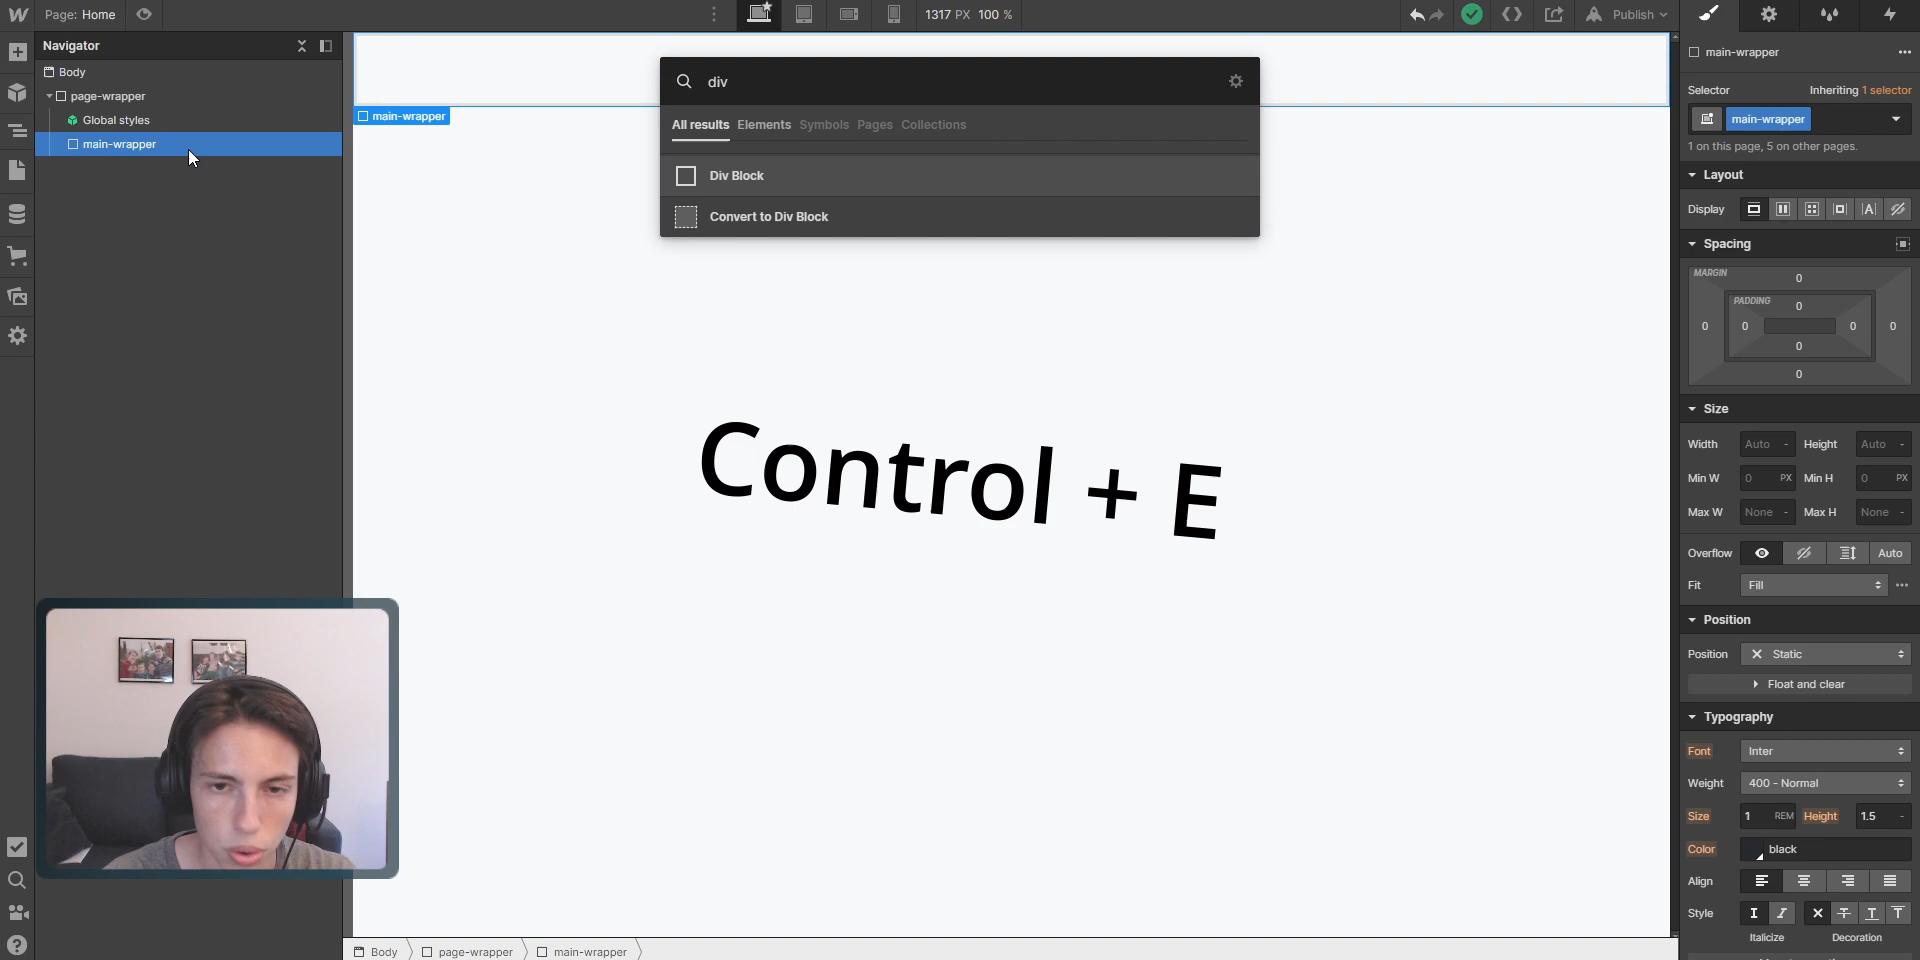 Page: Home
1317 PX 100 %
Publish
Navigator
Body
page-wrapper
Global styles
main-wrapper
main-wrapper
div
All results Elements Symbols Pages Collections
Div Block
Convert to Div Block
Control + E
Body
page-wrapper
main-wrapper
main-wrapper
Selector
Inheriting 1 selector
main-wrapper
1 on this page, 5 on other pages.
Layout
Display
Spacing
MARGIN
0
PADDING
0
0 0 0 0
0
0
Size
Width Auto - Height Auto -
Min W 0 PX Min H 0 PX
Max W None - Max H None -
Overflow Auto
Fit Fill
Position
Position Static
Float and clear
Typography
Font Inter
Weight 400 - Normal
Size 1 REM Height 1.5 -
Color black
Align
Style
Italicize Decoration